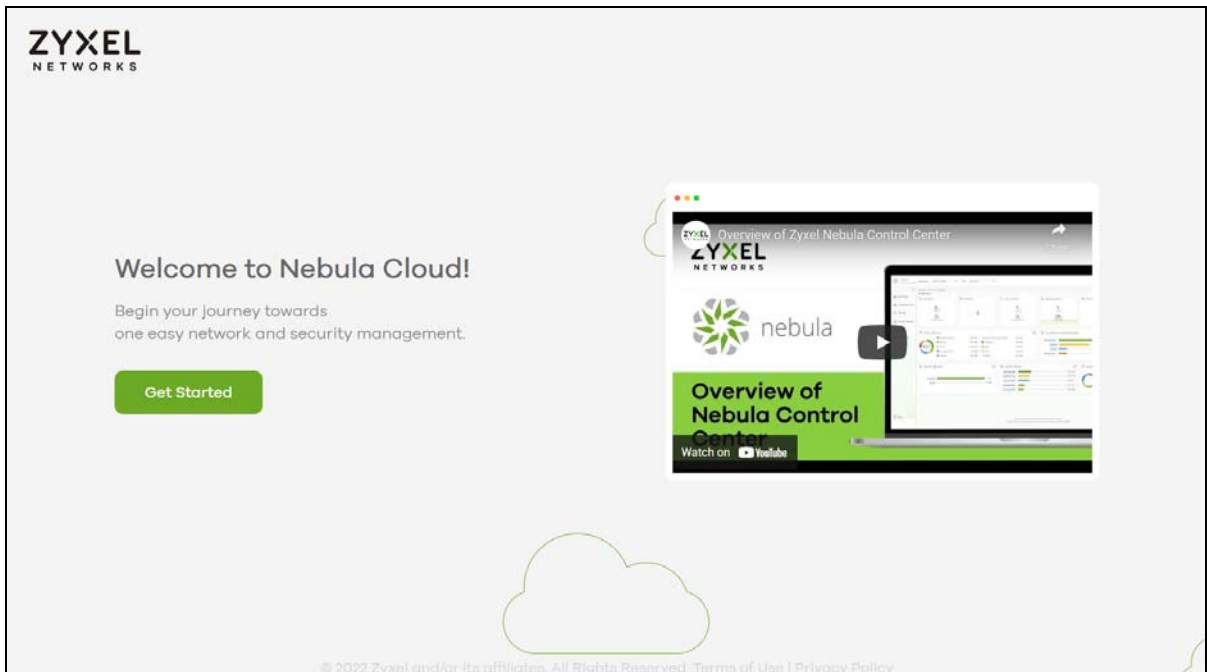 ZYXEL
NETWORKS
Welcome to Nebula Cloud!
Begin your journey towards
one easy network and security management.
Get Started
ZYXEL
Overview of Zyxel Nebula Control Center
Share
ZYXEL
NETWORKS
nebula
Overview of
Nebula Control
Center
Watch on YouTube
© 2022 Zyxel and/or its affiliates. All Rights Reserved. Terms of Use | Privacy Policy